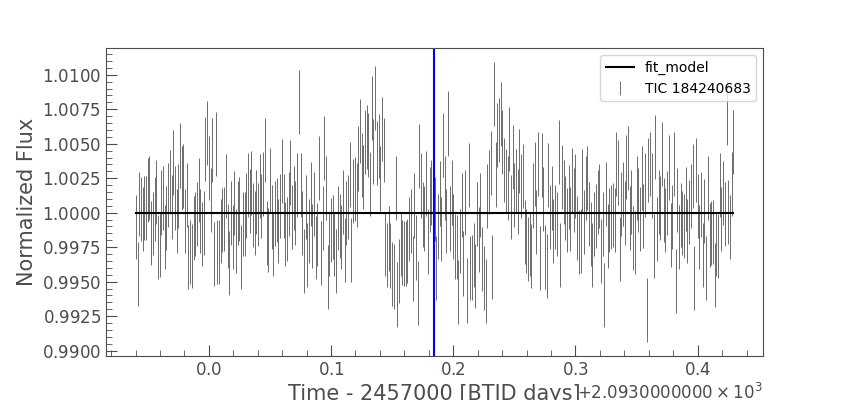 fit_model
TIC 184240683
Normalized Flux
1.0100
1.0075
1.0050
1.0025
1.0000
0.9975
0.9950
0.9925
0.9900
0.0 0.1 0.2 0.3 0.4
Time - 2457000 [BTJD days]
+2.0930000000 × 10³